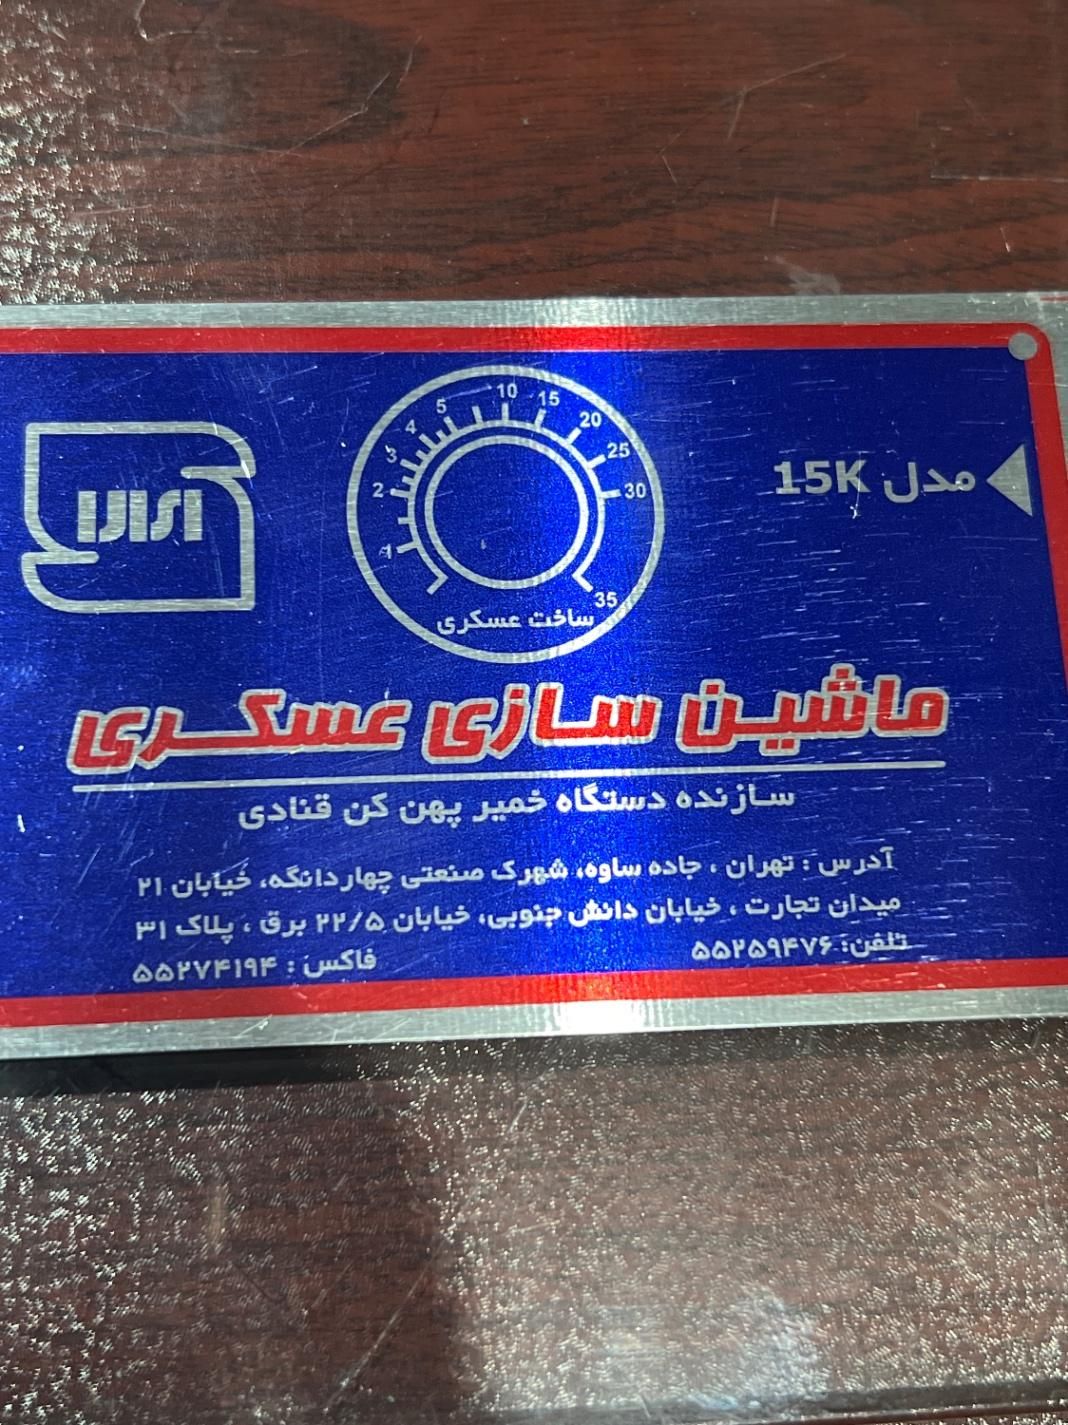 مدل 15K
1
2
3
4
5
10
15
20
25
30
35
ساخت عسکری
ماشین سازی عسکری
سازنده دستگاه خمیر پهن کن قنادی
آدرس : تهران ، جاده ساوه، شهرک صنعتی چهاردانگه، خیابان ۲۱
میدان تجارت ، خیابان دانش جنوبی، خیابان ۲۲/۵ برق ، پلاک ۳۱
تلفن: ۵۵۲۵۹۴۷۶ فاکس : ۵۵۲۷۴۱۹۴